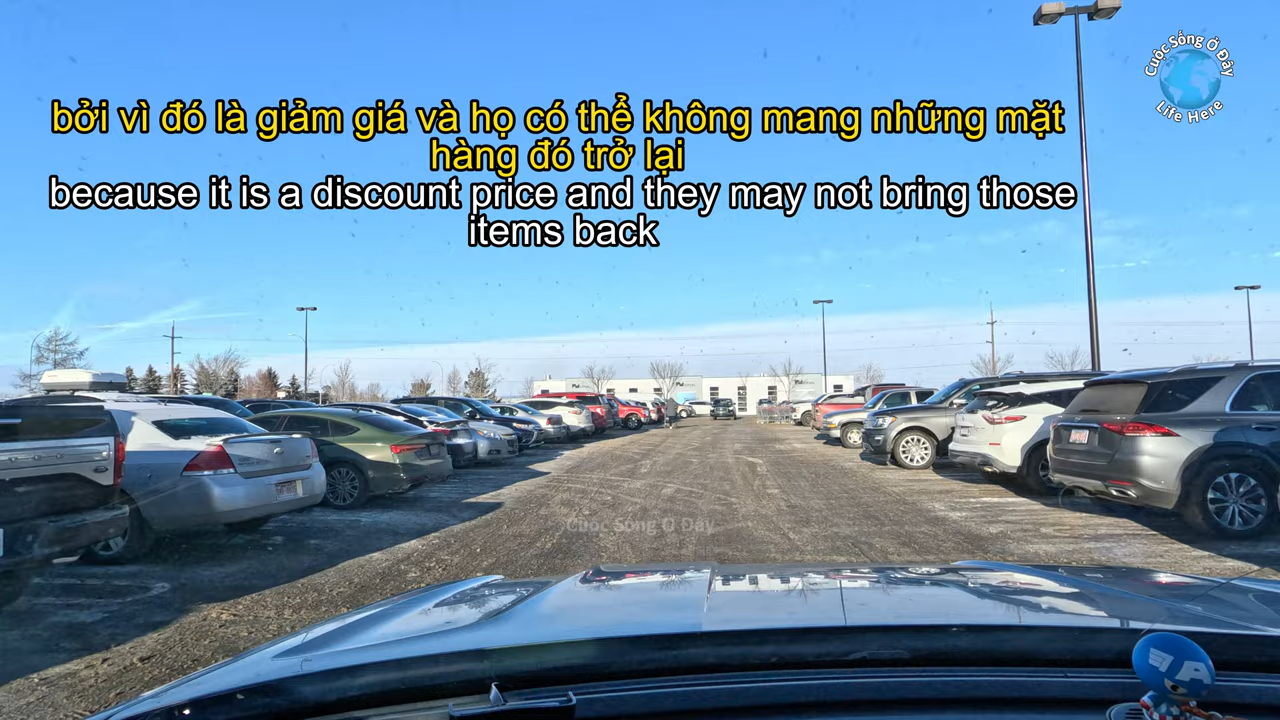 Cuộc Sống Ở Đây
Life Here
bởi vì đó là giảm giá và họ có thể không mang những mặt
hàng đó trở lại
because it is a discount price and they may not bring those
items back
Cuộc Sống Ở Đây